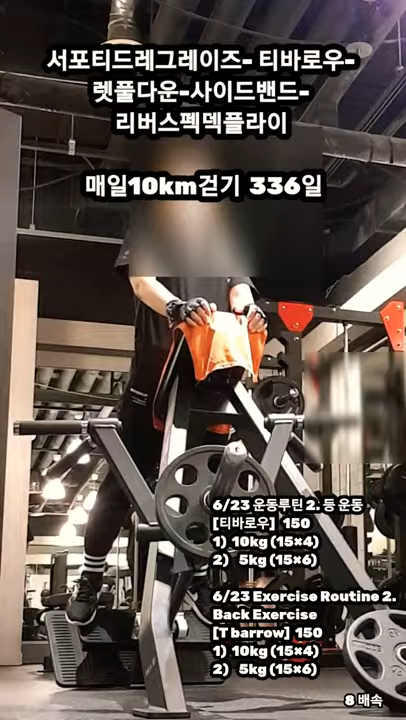 서포티드레그레이즈- 티바로우-
렛풀다운-사이드밴드-
리버스펙덱플라이
매일10km걷기 336일
6/23 운동루틴 2. 등 운동
[티바로우] 150
1) 10kg (15×4)
2) 5kg (15×6)
6/23 Exercise Routine 2.
Back Exercise
[T barrow] 150
1) 10kg (15×4)
2) 5kg (15×6)
8 배속